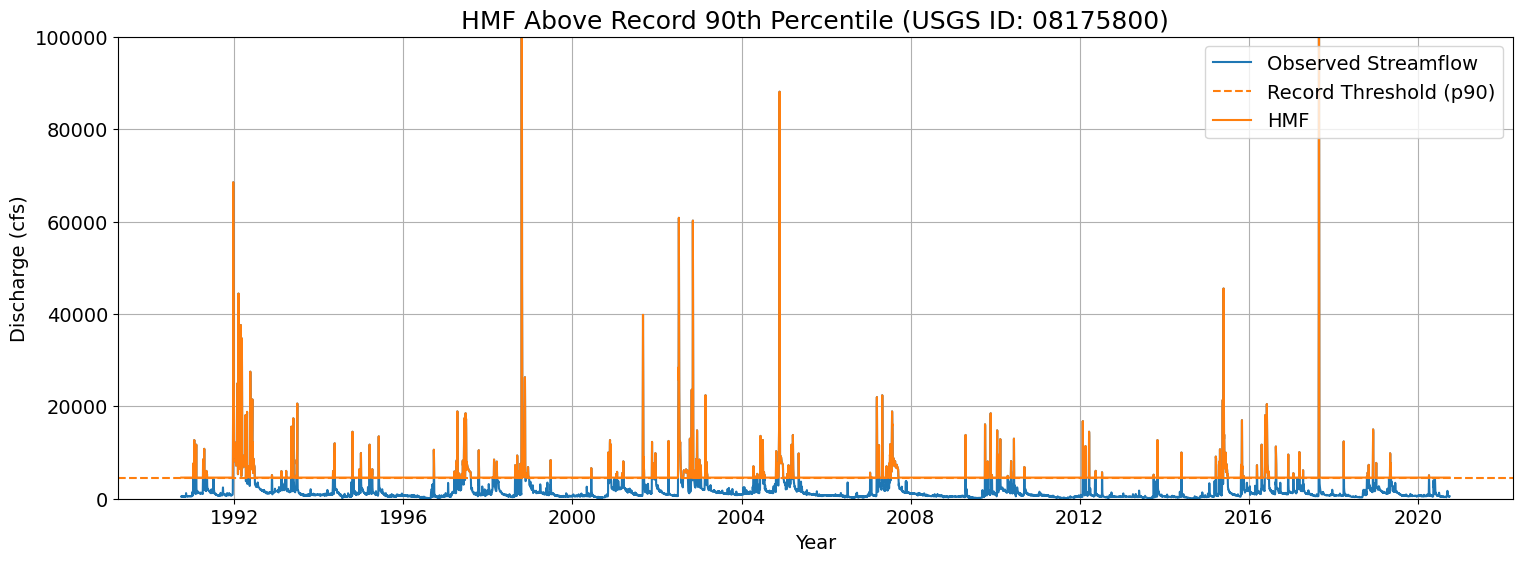 HMF Above Record 90th Percentile (USGS ID: 08175800)
100000
80000
60000
40000
20000
0
Discharge (cfs)
Observed Streamflow
Record Threshold (p90)
HMF
1992 1996 2000 2004 2008 2012 2016 2020
Year